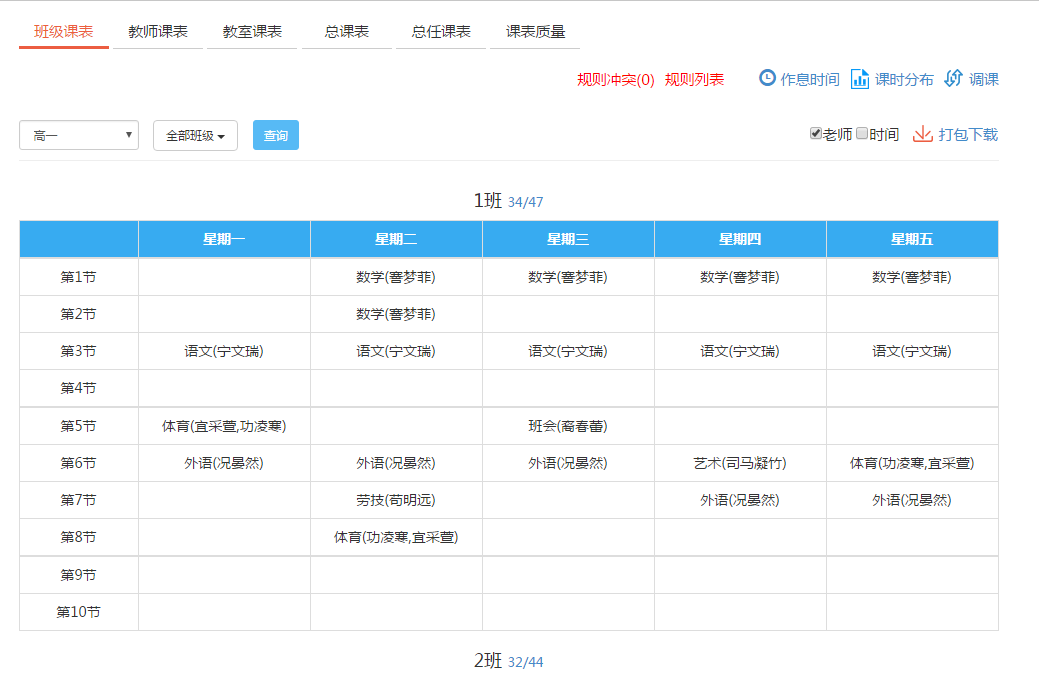 班级课表 教师课表 教室课表 总课表 总任课表 课表质量
规则冲突(0) 规则列表 作息时间 课时分布 调课
高一 全部班级 查询 老师 时间 打包下载
1班 34/47
星期一 星期二 星期三 星期四 星期五
第1节 数学(謇梦菲) 数学(謇梦菲) 数学(謇梦菲) 数学(謇梦菲)
第2节 数学(謇梦菲)
第3节 语文(宁文瑞) 语文(宁文瑞) 语文(宁文瑞) 语文(宁文瑞) 语文(宁文瑞)
第4节
第5节 体育(宜采萱,功凌寒) 班会(裔春蕾)
第6节 外语(况晏然) 外语(况晏然) 外语(况晏然) 艺术(司马凝竹) 体育(功凌寒,宜采萱)
第7节 劳技(苟明远) 外语(况晏然) 外语(况晏然)
第8节 体育(功凌寒,宜采萱)
第9节
第10节
2班 32/44